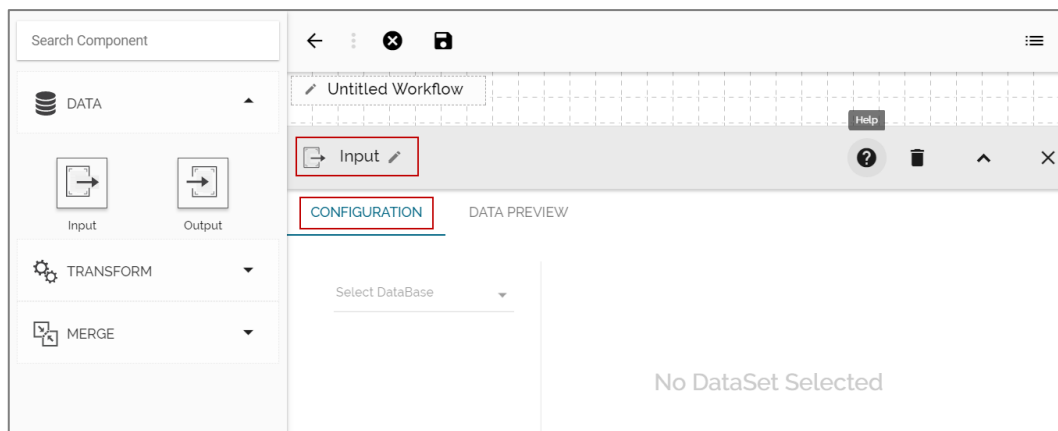 Search Component
DATA
Input
Output
TRANSFORM
MERGE
Untitled Workflow
Help
Input
CONFIGURATION
DATA PREVIEW
Select DataBase
No DataSet Selected